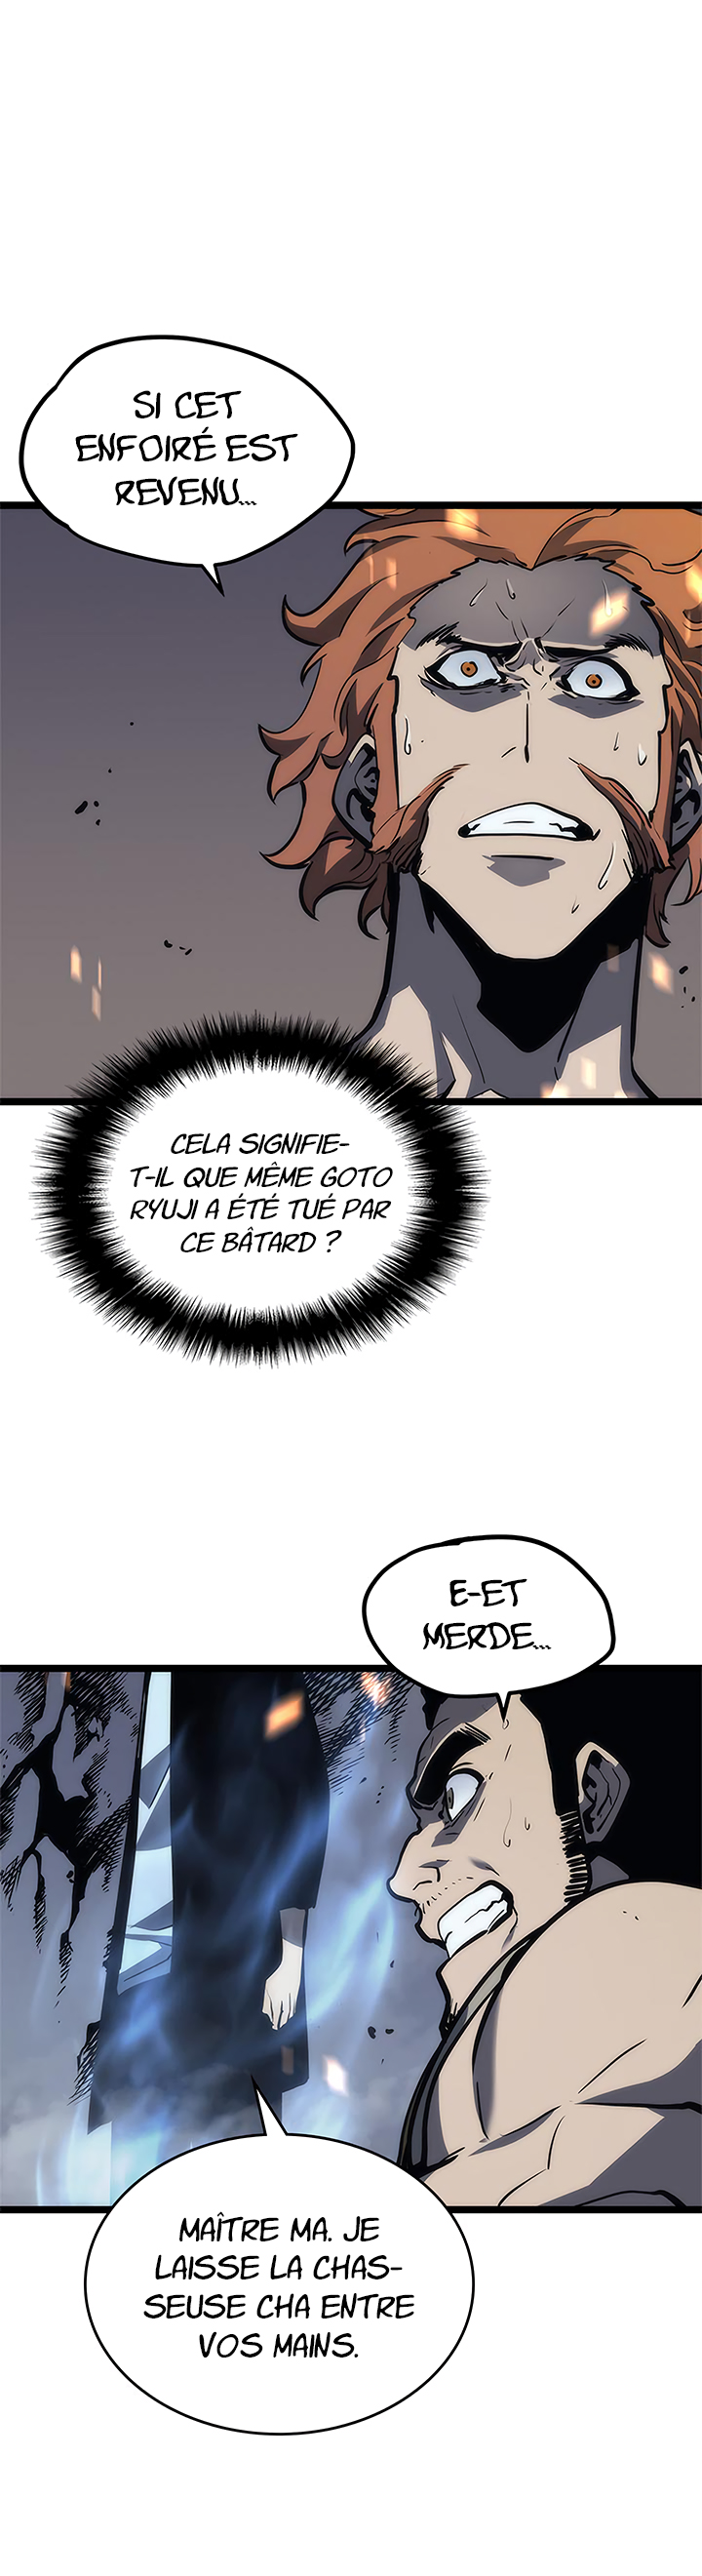 SI CET
ENFOIRÉ EST
REVENU...
CELA SIGNIFIE-
T-IL QUE MÊME GOTO
RYUJI A ÉTÉ TUÉ PAR
CE BÂTARD ?
E-ET
MERDE...
MAÎTRE MA. JE
LAISSE LA CHAS-
SEUSE CHA ENTRE
VOS MAINS.